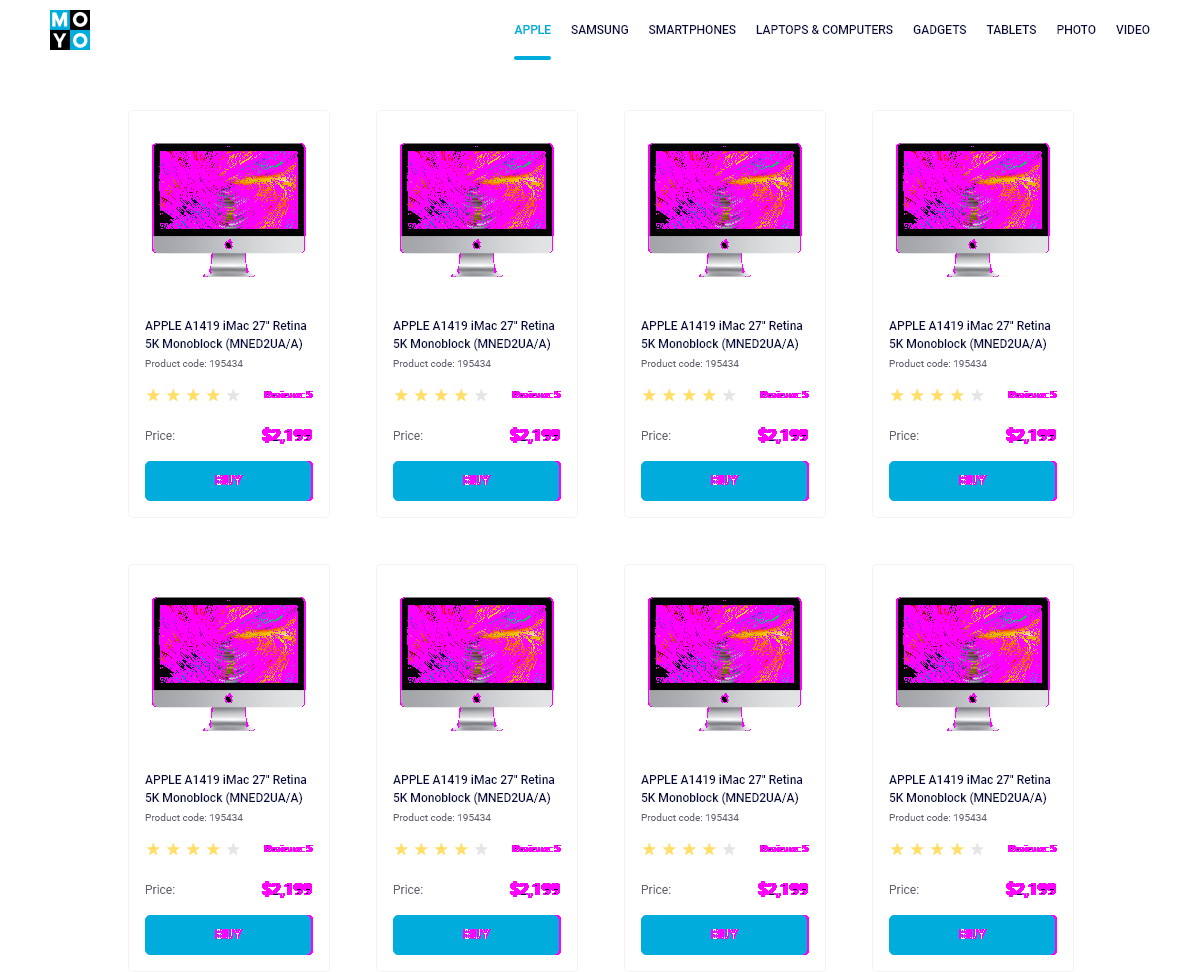 MO
YO
APPLE SAMSUNG SMARTPHONES LAPTOPS & COMPUTERS GADGETS TABLETS PHOTO VIDEO
APPLE A1419 iMac 27" Retina
5K Monoblock (MNED2UA/A)
Product code: 195434
Reviews: 5
Price: $2,199
BUY
APPLE A1419 iMac 27" Retina
5K Monoblock (MNED2UA/A)
Product code: 195434
Reviews: 5
Price: $2,199
BUY
APPLE A1419 iMac 27" Retina
5K Monoblock (MNED2UA/A)
Product code: 195434
Reviews: 5
Price: $2,199
BUY
APPLE A1419 iMac 27" Retina
5K Monoblock (MNED2UA/A)
Product code: 195434
Reviews: 5
Price: $2,199
BUY
APPLE A1419 iMac 27" Retina
5K Monoblock (MNED2UA/A)
Product code: 195434
Reviews: 5
Price: $2,199
BUY
APPLE A1419 iMac 27" Retina
5K Monoblock (MNED2UA/A)
Product code: 195434
Reviews: 5
Price: $2,199
BUY
APPLE A1419 iMac 27" Retina
5K Monoblock (MNED2UA/A)
Product code: 195434
Reviews: 5
Price: $2,199
BUY
APPLE A1419 iMac 27" Retina
5K Monoblock (MNED2UA/A)
Product code: 195434
Reviews: 5
Price: $2,199
BUY